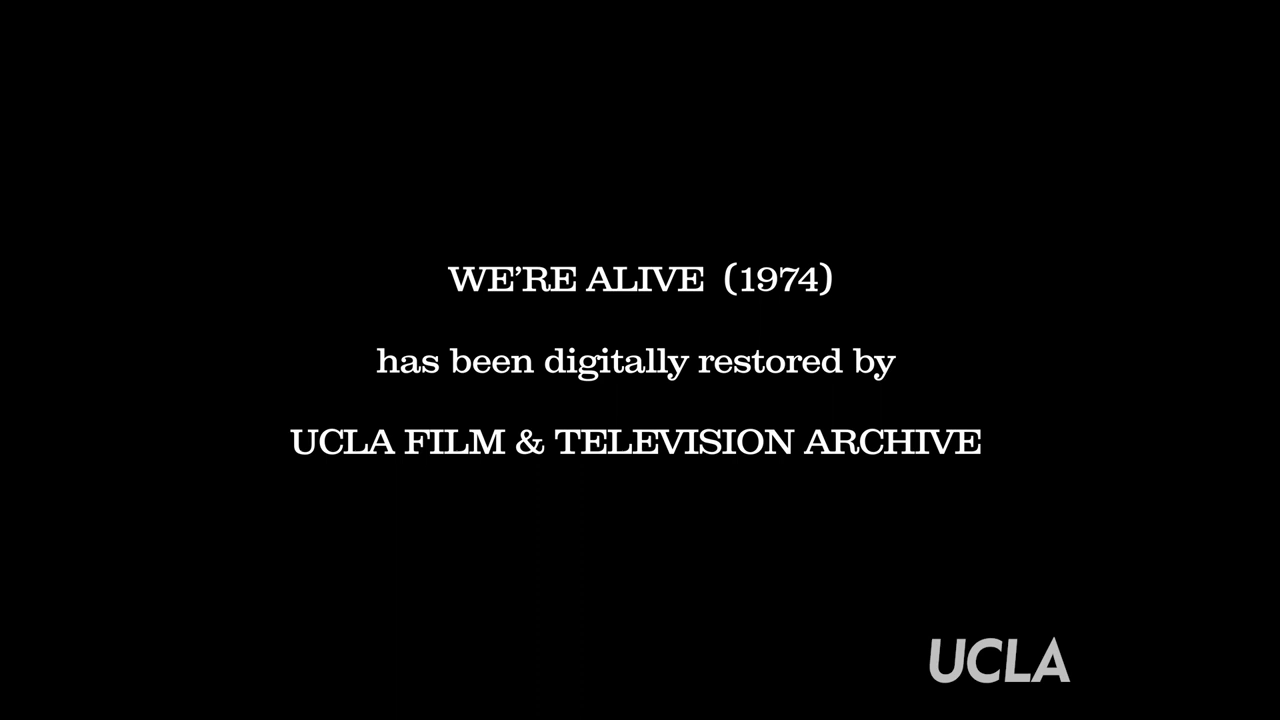 WE'RE ALIVE (1974)
has been digitally restored by
UCLA FILM & TELEVISION ARCHIVE
UCLA